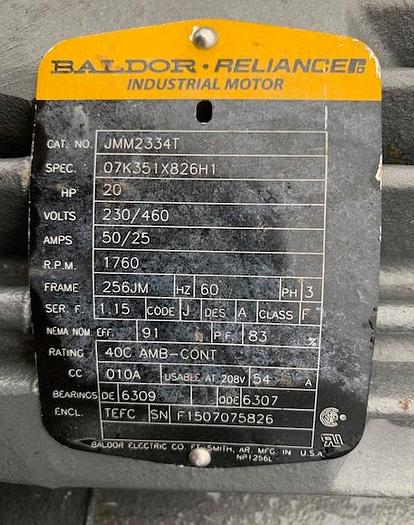 BALDOR • RELIANCE
INDUSTRIAL MOTOR
CAT. NO. JMM2334T
SPEC. 07K351X826H1
HP 20
VOLTS 230/460
AMPS 50/25
R.P.M. 1760
FRAME 256JM HZ 60 PH 3
SER. F. 1.15 CODE J DES A CLASS F
NEMA NOM. EFF. 91 % P.F. 83 %
RATING 40C AMB-CONT
CC 010A USABLE AT 208V 54 A
BEARINGS DE 6309 ODE 6307
ENCL. TEFC SN F1507075826
BALDOR ELECTRIC CO. FT. SMITH, AR. MFG. IN U.S.A.
NP1256L